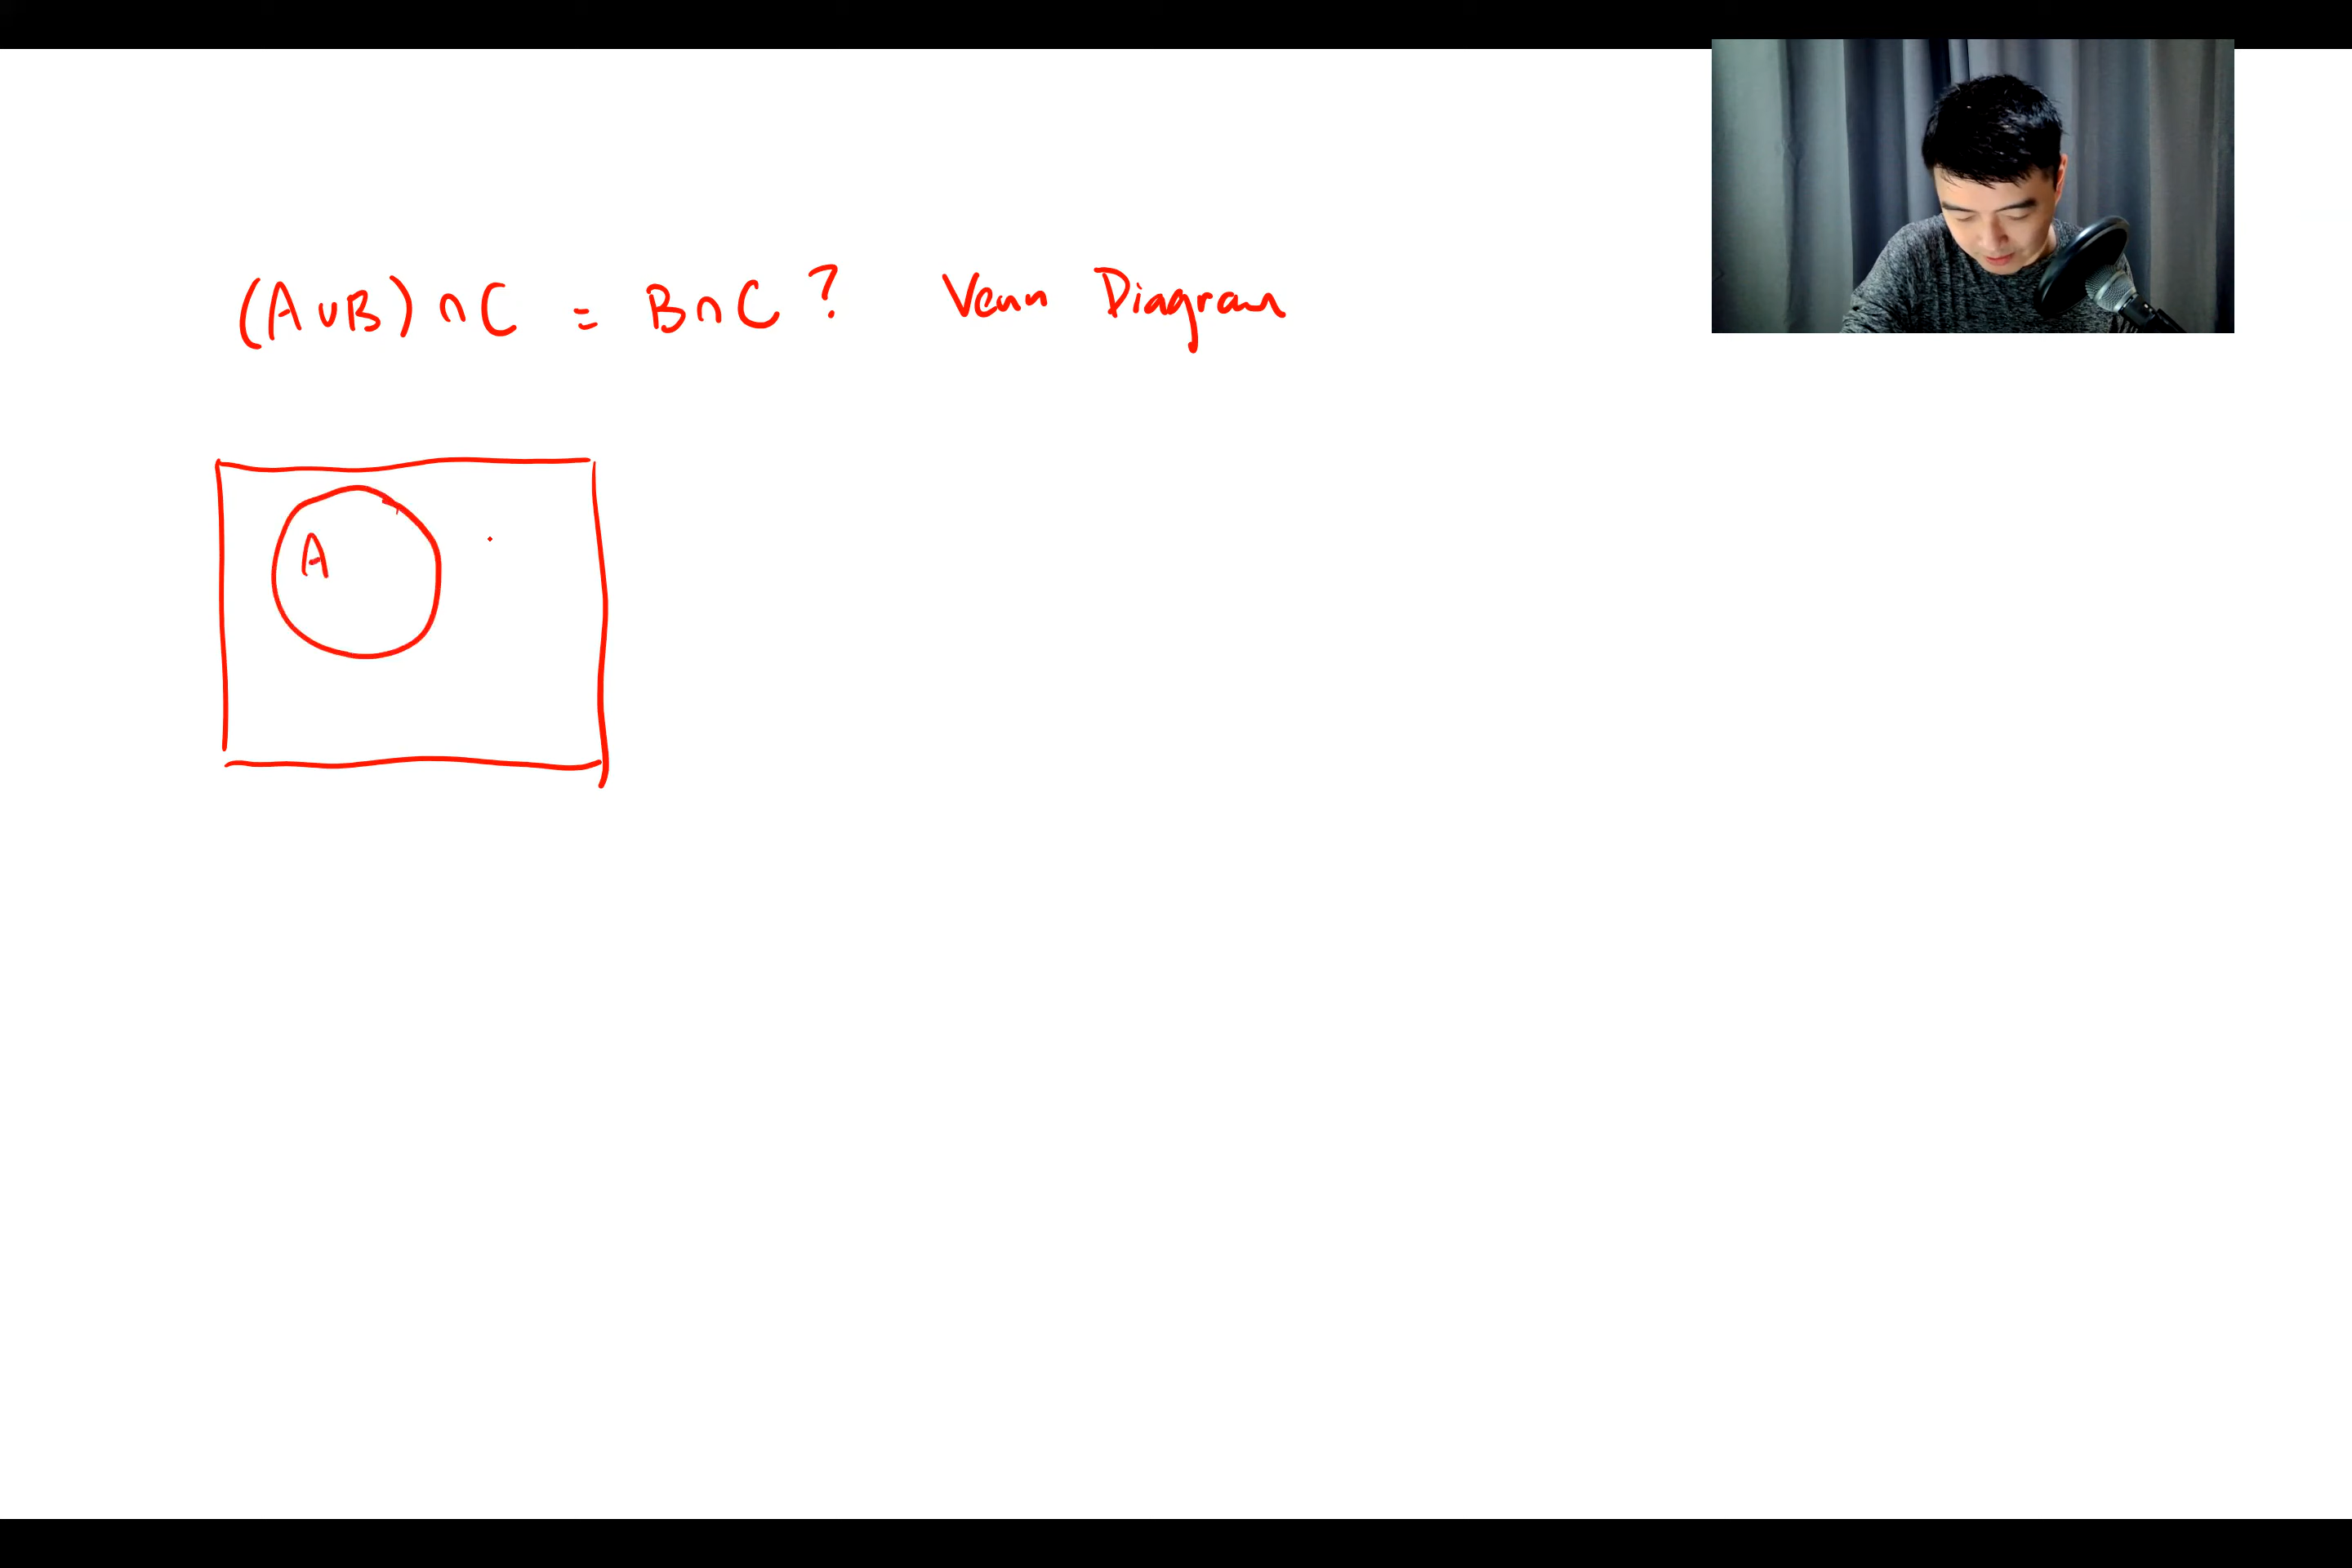 (A∪B)∩C = B∩C ? Venn Diagram
A